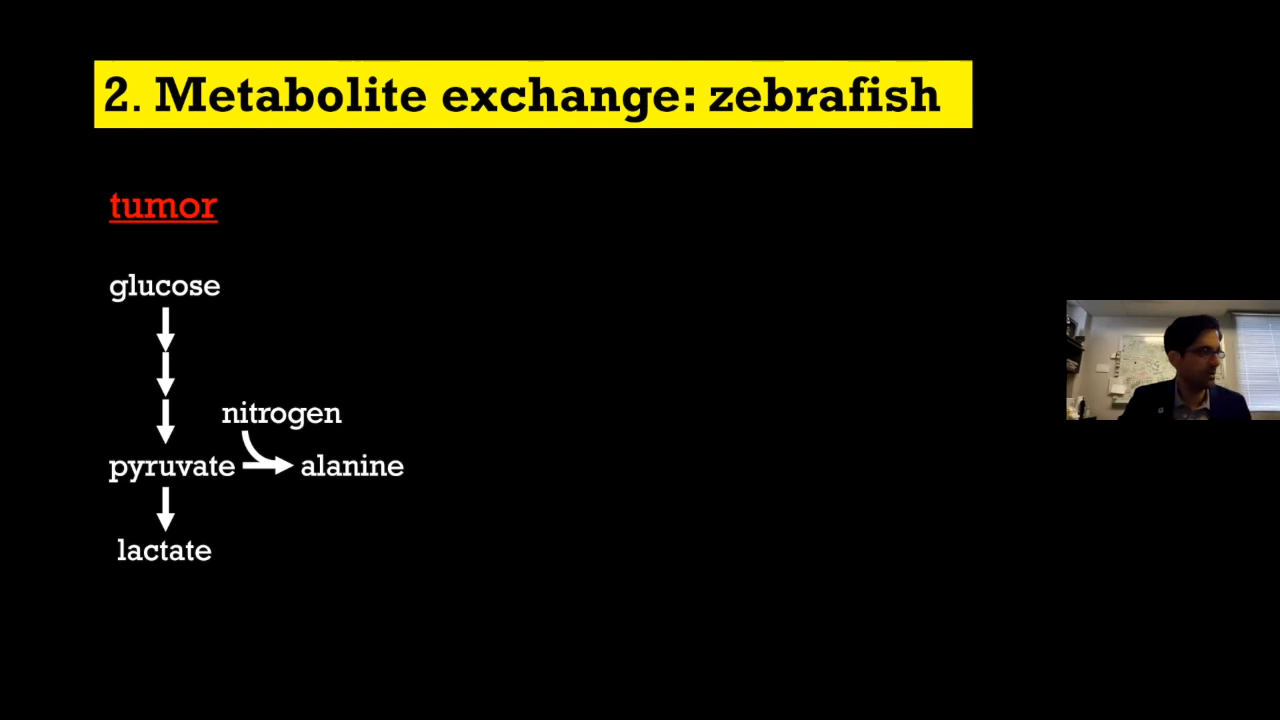 2. Metabolite exchange: zebrafish
tumor
glucose
nitrogen
pyruvate
alanine
lactate